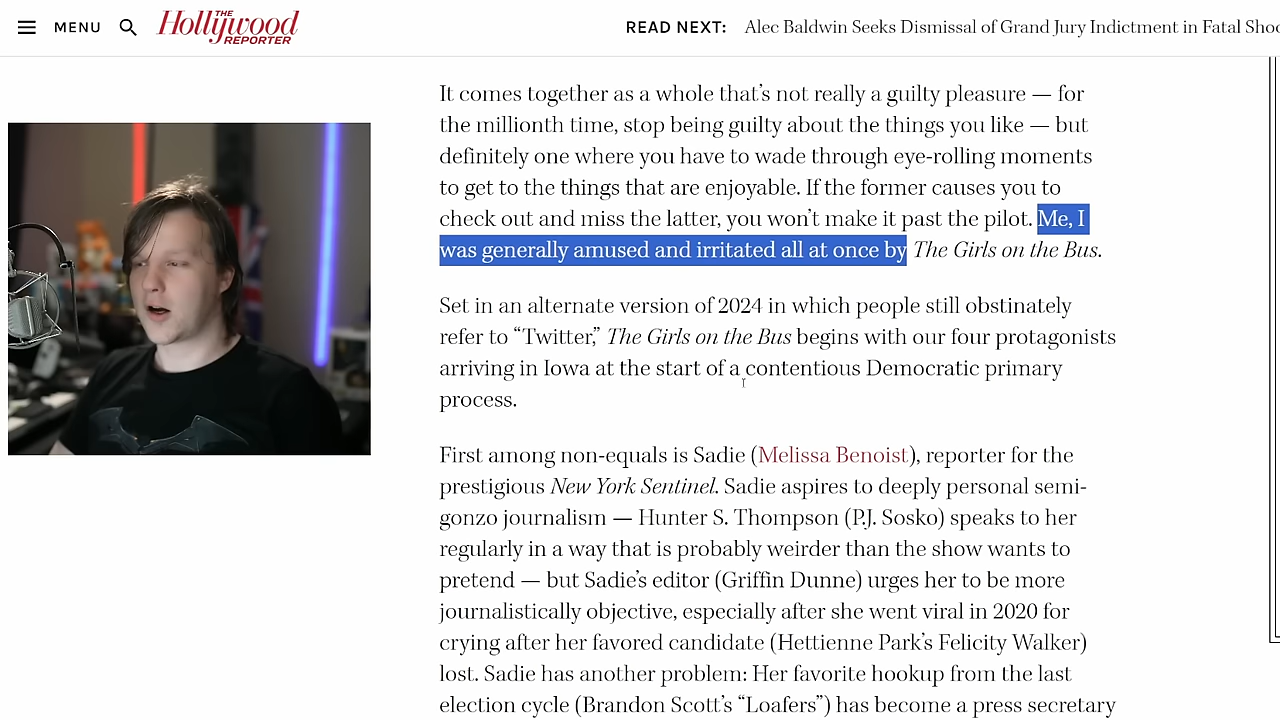 MENU
THE
Hollywood
REPORTER
READ NEXT: Alec Baldwin Seeks Dismissal of Grand Jury Indictment in Fatal Shoo
It comes together as a whole that’s not really a guilty pleasure — for
the millionth time, stop being guilty about the things you like — but
definitely one where you have to wade through eye-rolling moments
to get to the things that are enjoyable. If the former causes you to
check out and miss the latter, you won’t make it past the pilot. Me, I
was generally amused and irritated all at once by The Girls on the Bus.
Set in an alternate version of 2024 in which people still obstinately
refer to “Twitter,” The Girls on the Bus begins with our four protagonists
arriving in Iowa at the start of a contentious Democratic primary
process.
First among non-equals is Sadie (Melissa Benoist), reporter for the
prestigious New York Sentinel. Sadie aspires to deeply personal semi-
gonzo journalism — Hunter S. Thompson (P.J. Sosko) speaks to her
regularly in a way that is probably weirder than the show wants to
pretend — but Sadie’s editor (Griffin Dunne) urges her to be more
journalistically objective, especially after she went viral in 2020 for
crying after her favored candidate (Hettienne Park’s Felicity Walker)
lost. Sadie has another problem: Her favorite hookup from the last
election cycle (Brandon Scott’s “Loafers”) has become a press secretary